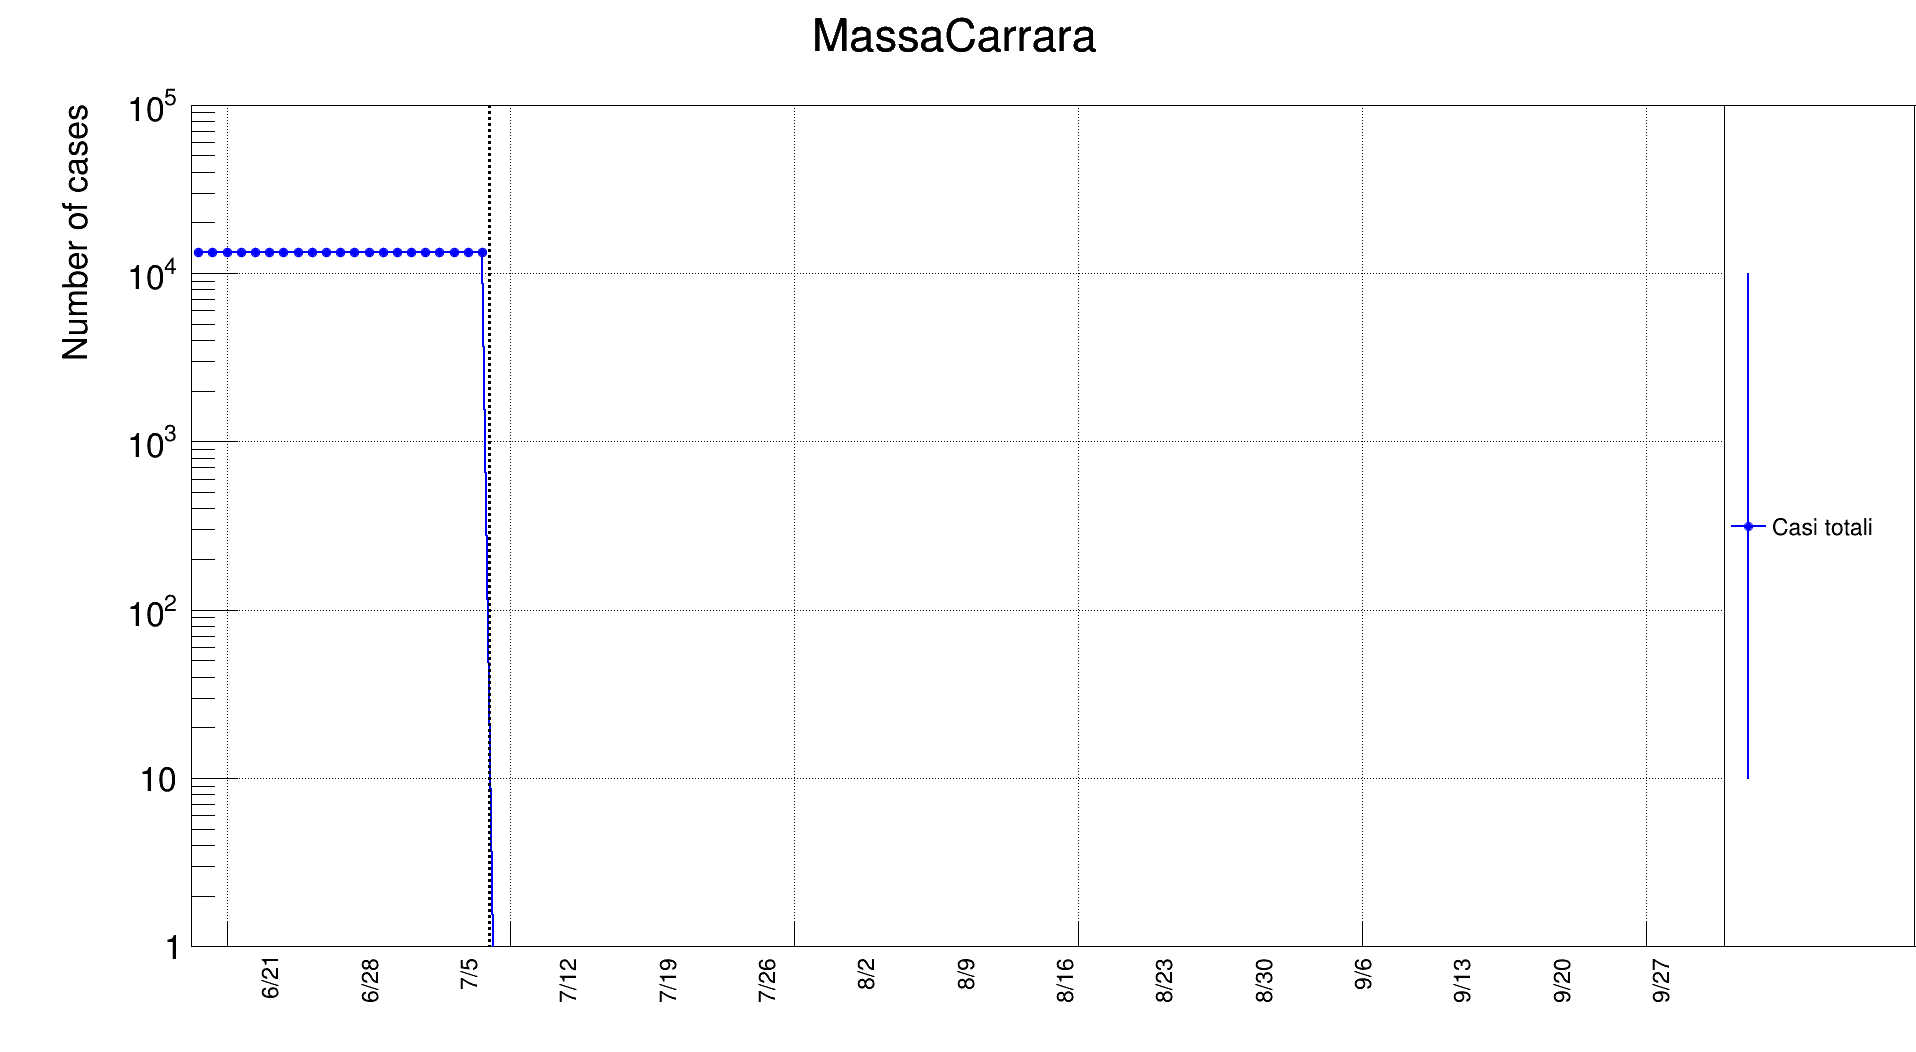 MassaCarrara
Number of cases
10^5
10^4
10^3
10^2
10
1
6/21 6/28 7/5 7/12 7/19 7/26 8/2 8/9 8/16 8/23 8/30 9/6 9/13 9/20 9/27
Casi totali